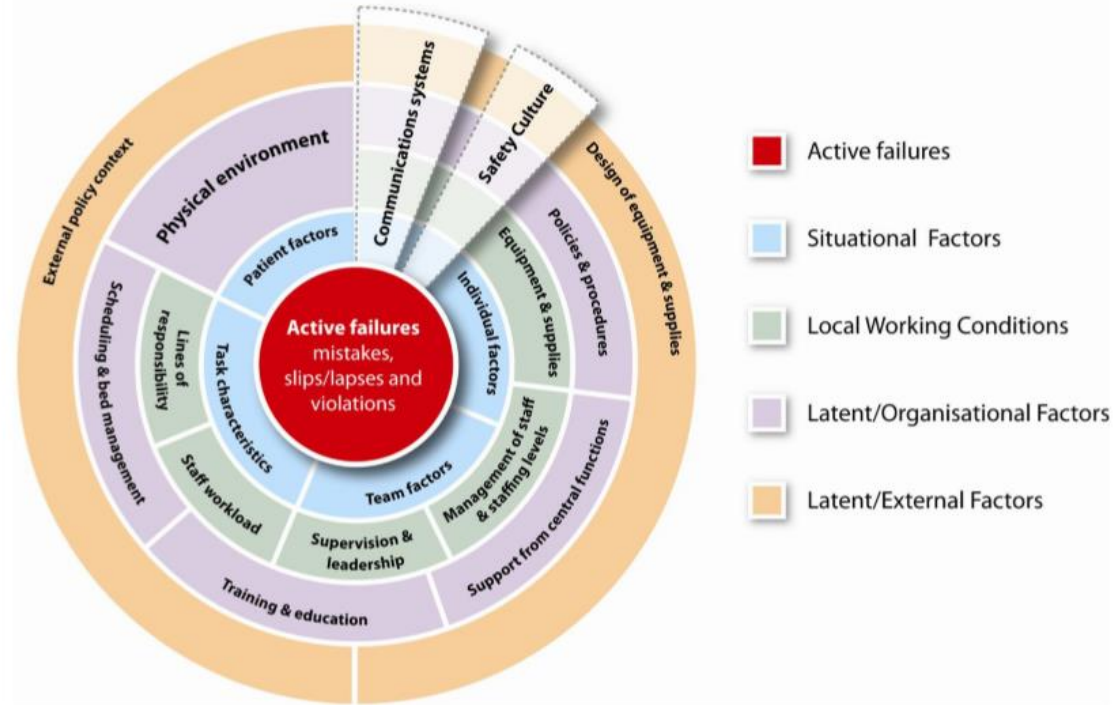 Communications systems
Safety Culture
External policy context
Design of equipment & supplies
Physical environment
Policies & procedures
Scheduling & bed management
Support from central functions
Training & education
Lines of
responsibility
Equipment & supplies
Staff workload
Management of staff
& staffing levels
Supervision &
leadership
Patient factors
Individual factors
Task characteristics
Team factors
Active failures
mistakes,
slips/lapses and
violations
Active failures
Situational Factors
Local Working Conditions
Latent/Organisational Factors
Latent/External Factors